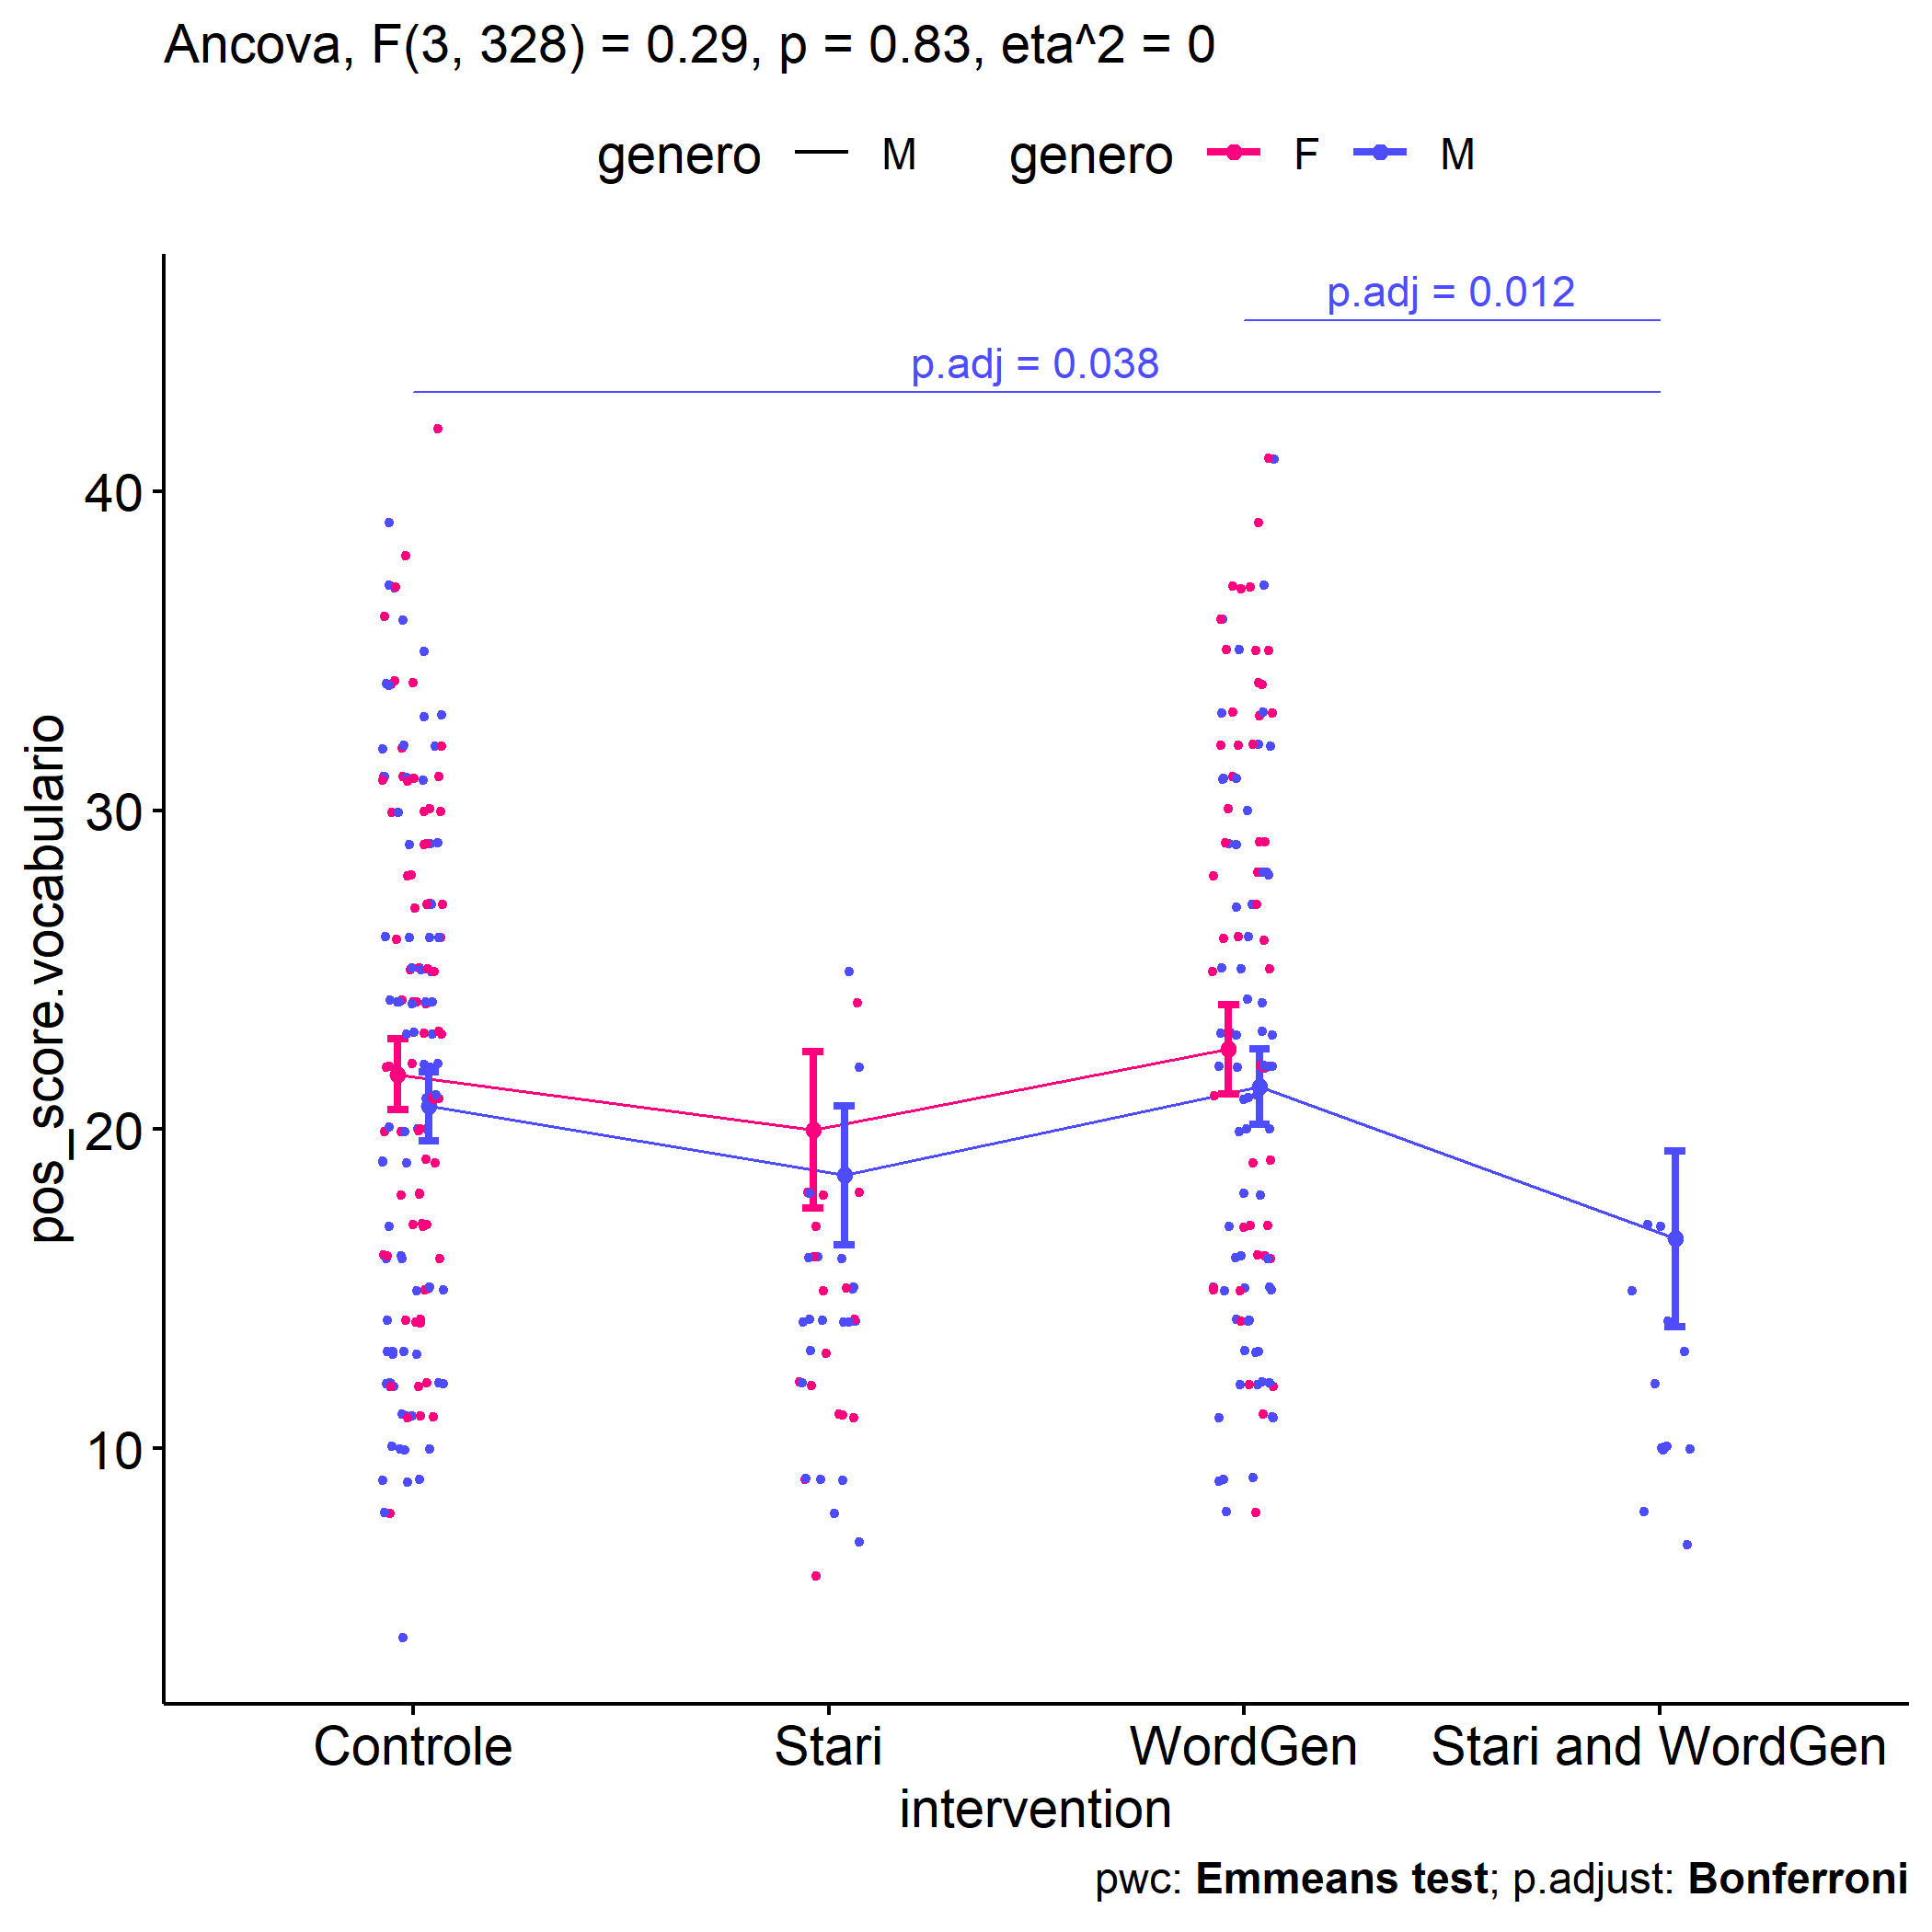 Ancova, F(3, 328) = 0.29, p = 0.83, eta^2 = 0
genero M genero F M
p.adj = 0.012
p.adj = 0.038
pos_score.vocabulario
40
30
20
10
Controle Stari WordGen Stari and WordGen
intervention
pwc: Emmeans test; p.adjust: Bonferroni